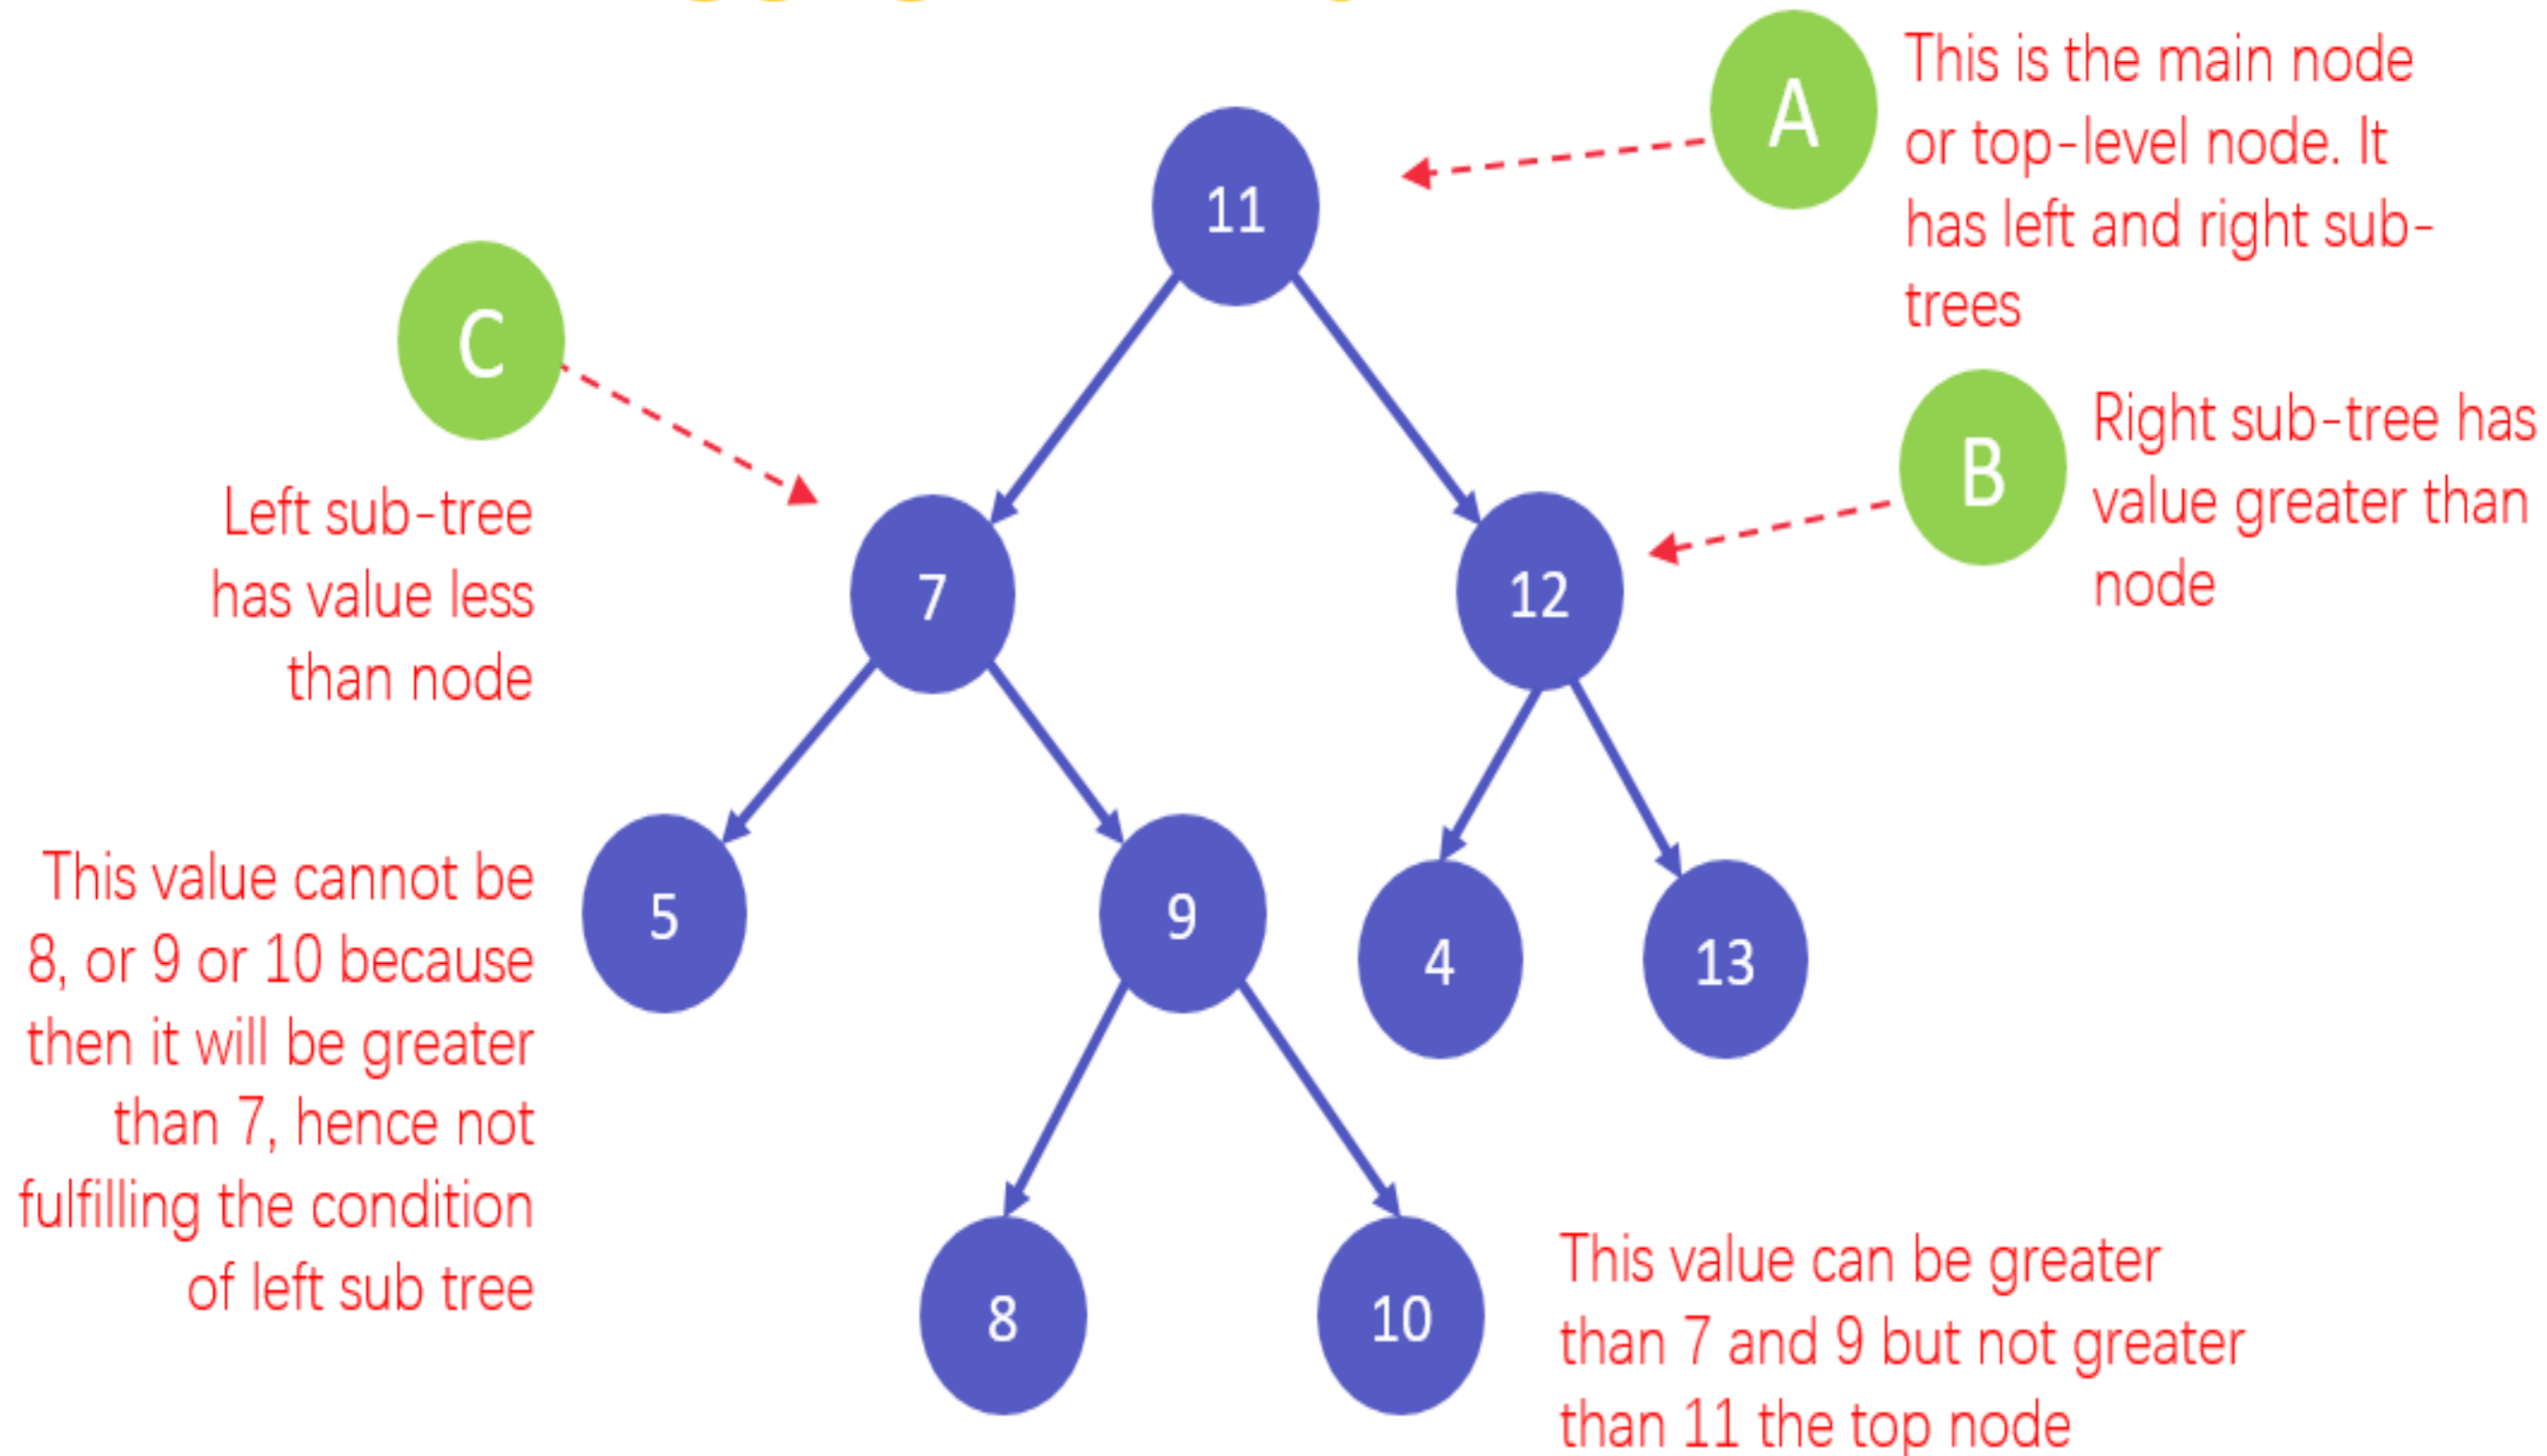 A
This is the main node
or top-level node. It
has left and right sub-
trees
11
C
Left sub-tree
has value less
than node
B
Right sub-tree has
value greater than
node
7
12
This value cannot be
8, or 9 or 10 because
then it will be greater
than 7, hence not
fulfilling the condition
of left sub tree
5
9
4
13
8
10
This value can be greater
than 7 and 9 but not greater
than 11 the top node